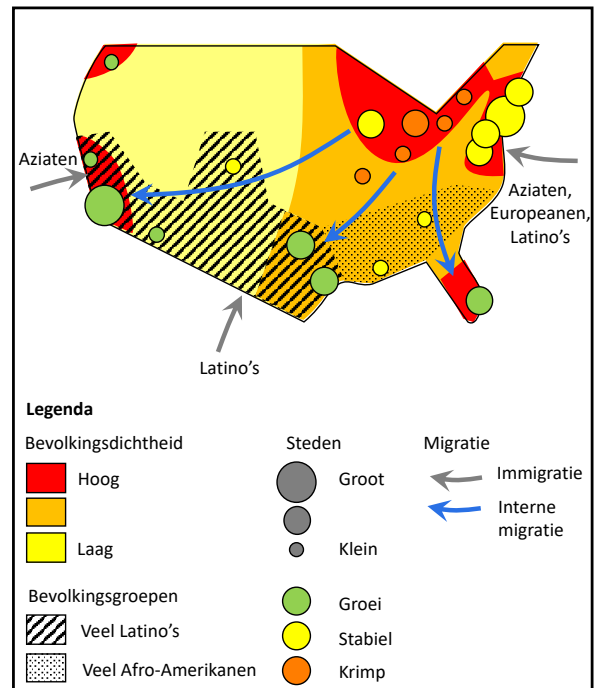 Aziaten
Aziaten,
Europeanen,
Latino's
Latino's
Legenda
Bevolkingsdichtheid
Hoog
Laag
Bevolkingsgroepen
Veel Latino's
Veel Afro-Amerikanen
Steden
Groot
Klein
Groei
Stabiel
Krimp
Migratie
Immigratie
Interne
migratie